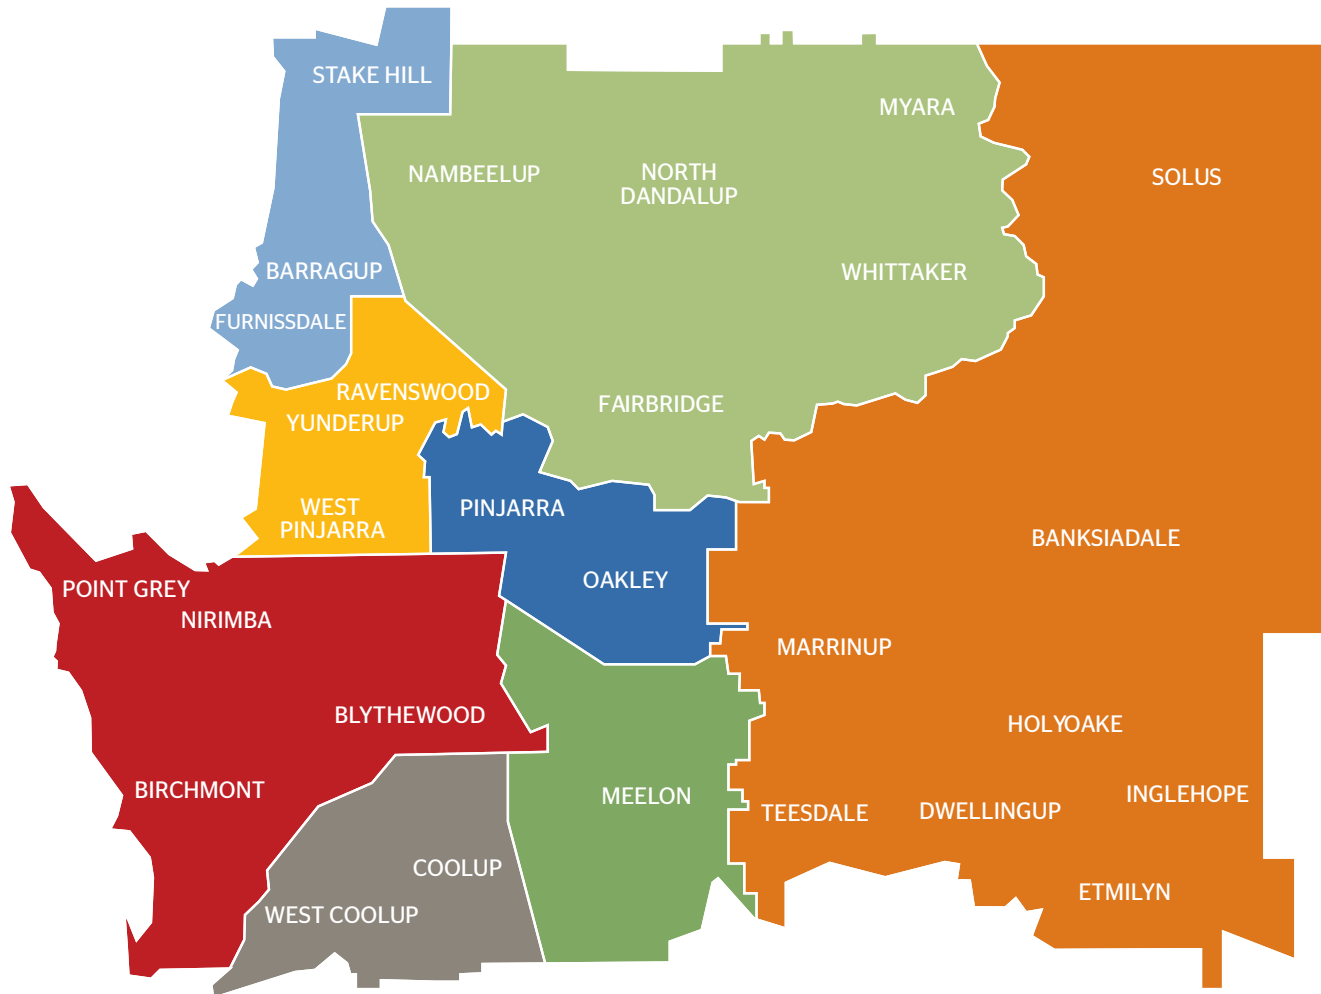 STAKE HILL
MYARA
NAMBEELUP
NORTH
DANDALUP
SOLUS
BARRAGUP
WHITTAKER
FURNISSDALE
RAVENSWOOD
YUNDERUP
FAIRBRIDGE
WEST
PINJARRA
PINJARRA
BANKSIADALE
POINT GREY
NIRIMBA
OAKLEY
MARRINUP
BLYTHEWOOD
HOLYOAKE
BIRCHMONT
MEELON
TEESDALE
DWELLINGUP
INGLEHOPE
COOLUP
WEST COOLUP
ETMILYN